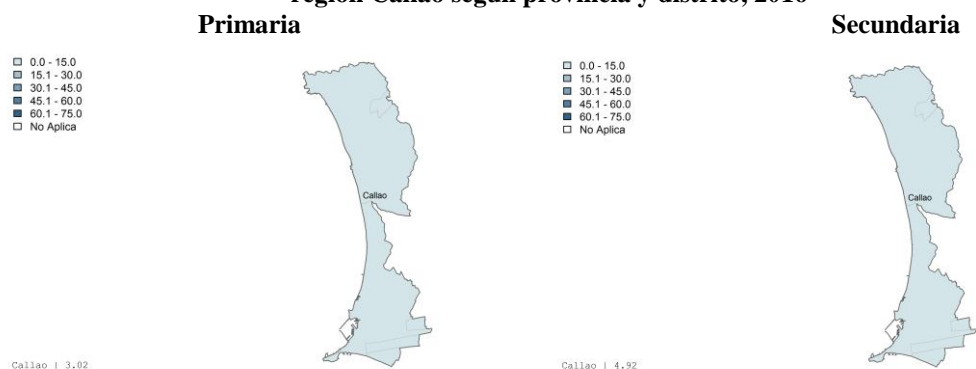 región Callao según provincia y distrito, 2016
Primaria
Secundaria
0.0 - 15.0
15.1 - 30.0
30.1 - 45.0
45.1 - 60.0
60.1 - 75.0
No Aplica
Callao
Callao | 3.02
0.0 - 15.0
15.1 - 30.0
30.1 - 45.0
45.1 - 60.0
60.1 - 75.0
No Aplica
Callao
Callao | 4.92